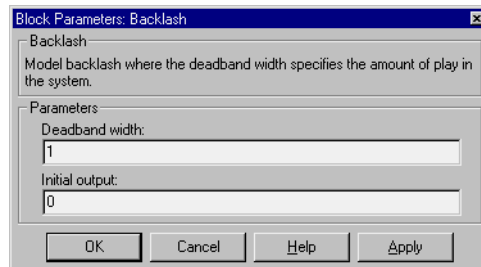 Block Parameters: Backlash
Backlash
Model backlash where the deadband width specifies the amount of play in
the system.
Parameters
Deadband width:
1
Initial output:
0
OK Cancel Help Apply